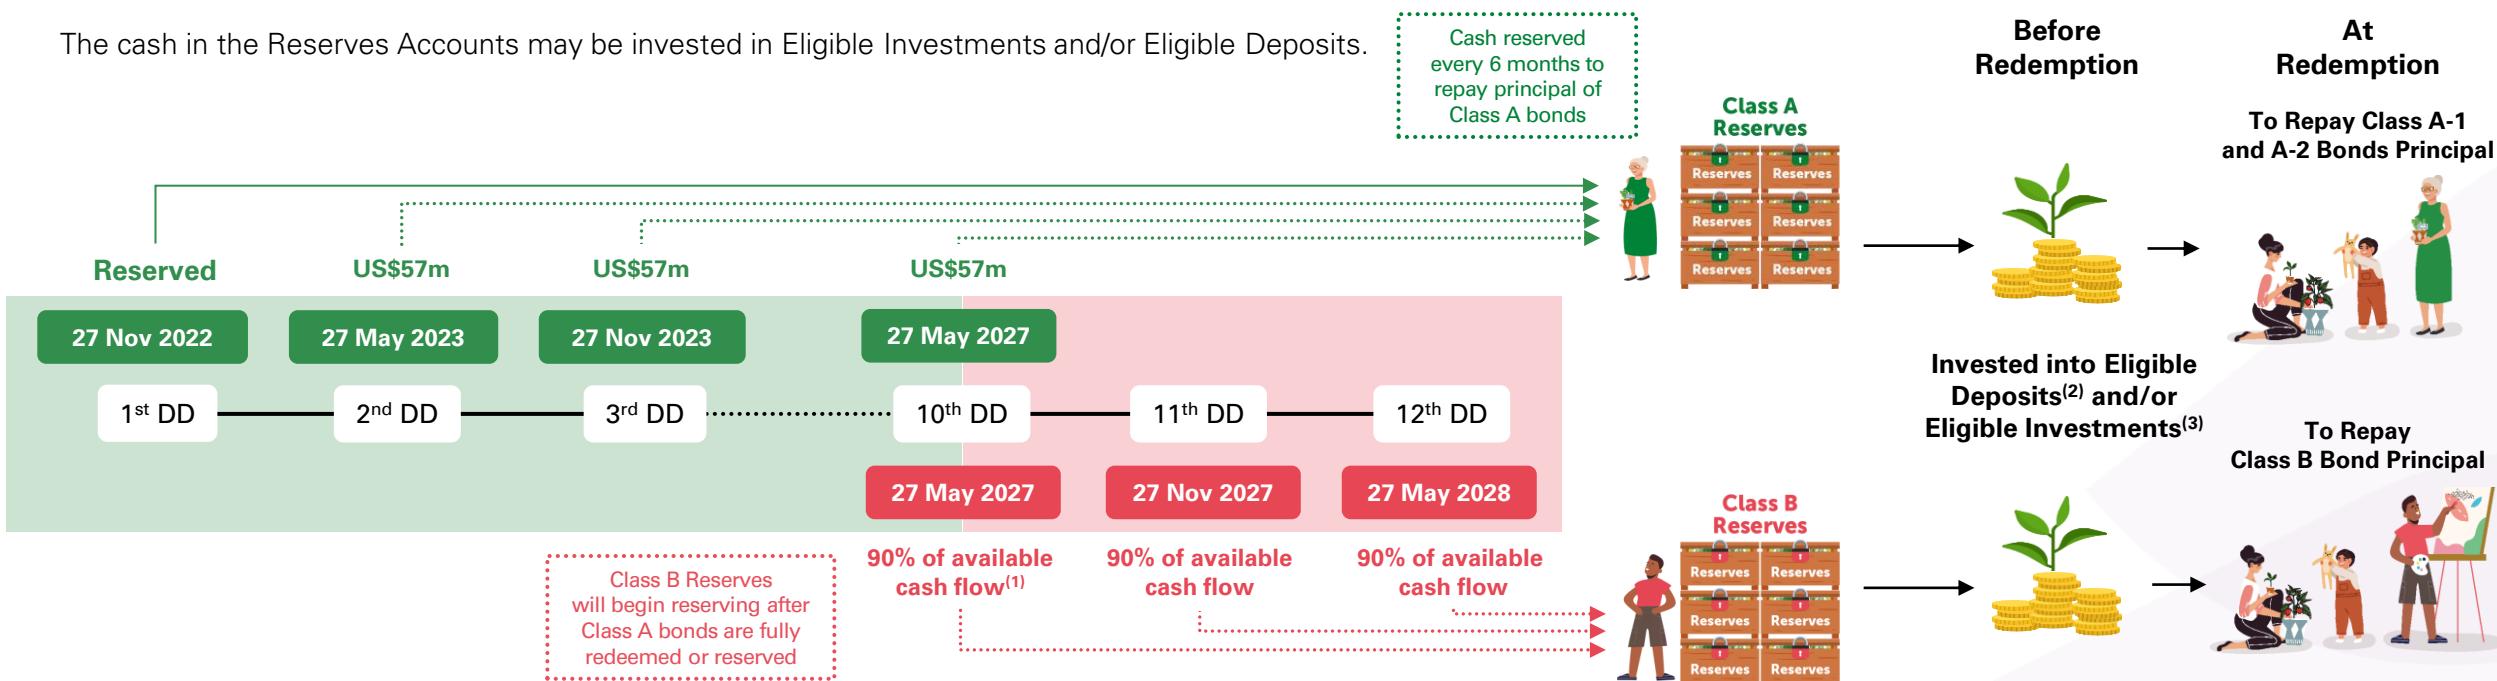 The cash in the Reserves Accounts may be invested in Eligible Investments and/or Eligible Deposits.
Cash reserved
every 6 months to
repay principal of
Class A bonds
Before
Redemption
At
Redemption
Class A
Reserves
To Repay Class A-1
and A-2 Bonds Principal
Reserves Reserves
Reserves Reserves
Reserves Reserves
Reserved
US$57m
US$57m
US$57m
27 Nov 2022
27 May 2023
27 Nov 2023
27 May 2027
1st DD
2nd DD
3rd DD
10th DD
11th DD
12th DD
Invested into Eligible
Deposits(2) and/or
Eligible Investments(3)
27 May 2027
27 Nov 2027
27 May 2028
To Repay
Class B Bond Principal
Class B
Reserves
90% of available
cash flow(1)
90% of available
cash flow
90% of available
cash flow
Class B Reserves
will begin reserving after
Class A bonds are fully
redeemed or reserved
Reserves Reserves
Reserves Reserves
Reserves Reserves